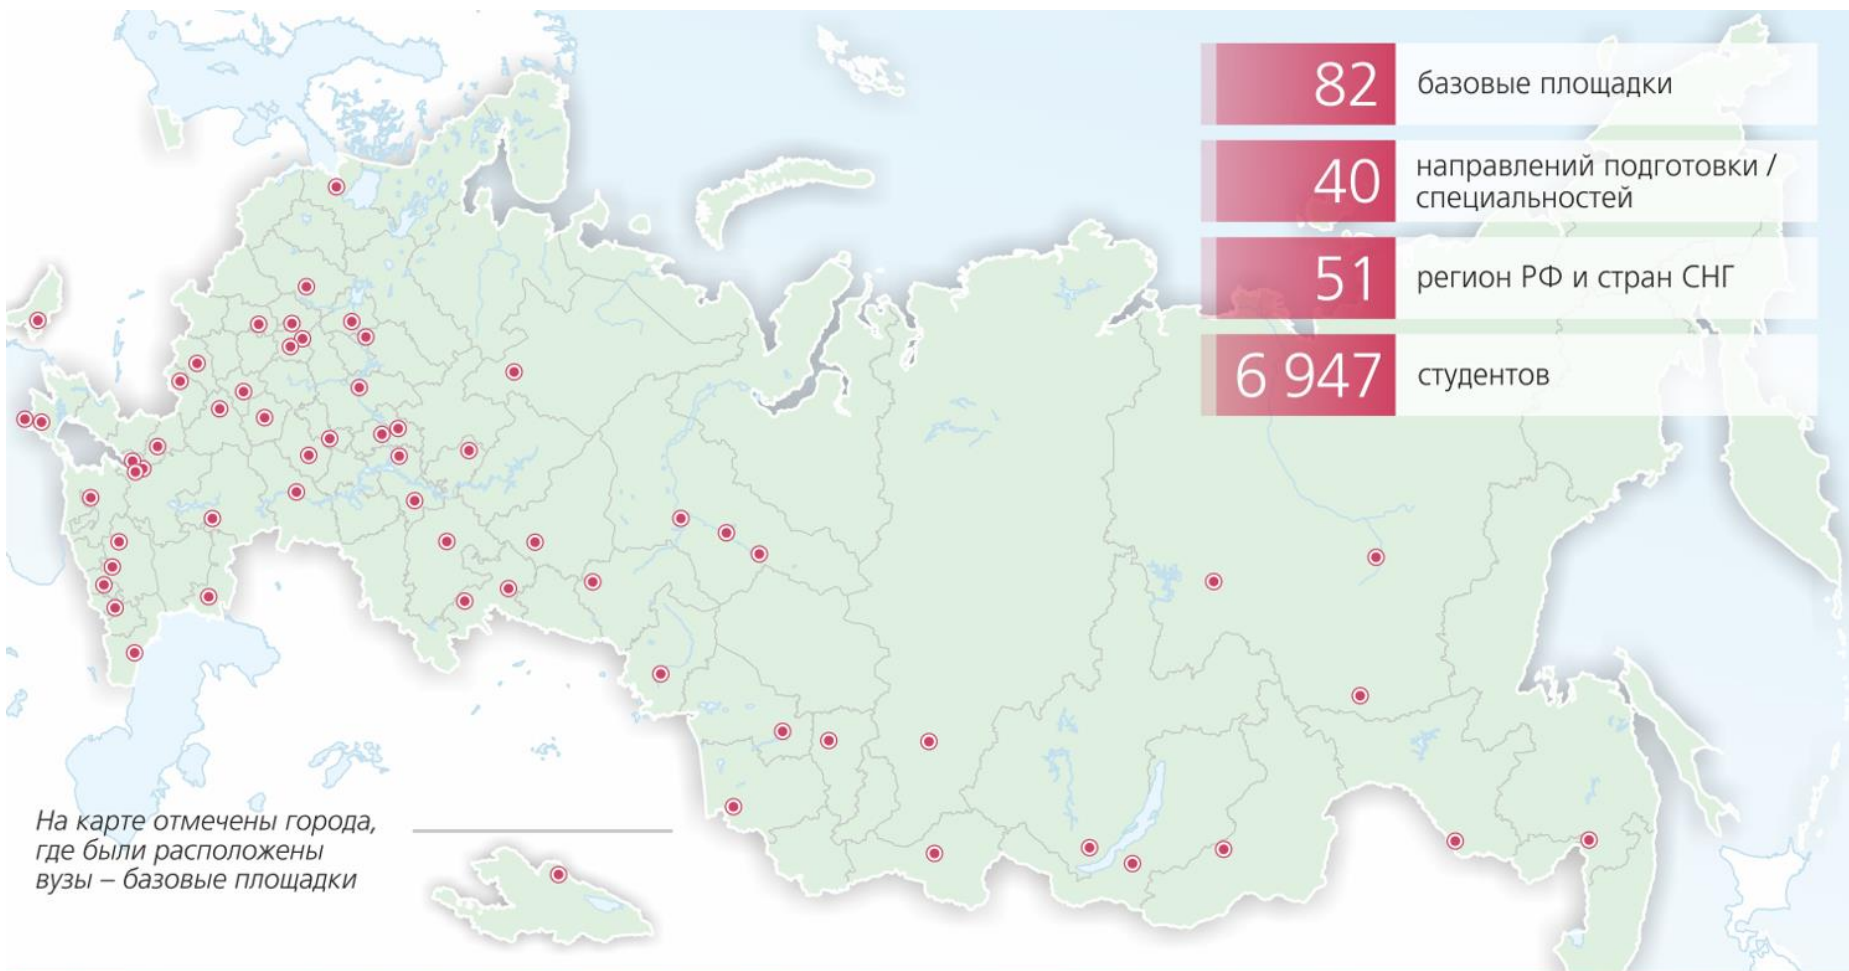 82
базовые площадки
40
направлений подготовки /
специальностей
51
регион РФ и стран СНГ
6 947
студентов
На карте отмечены города,
где были расположены
вузы – базовые площадки